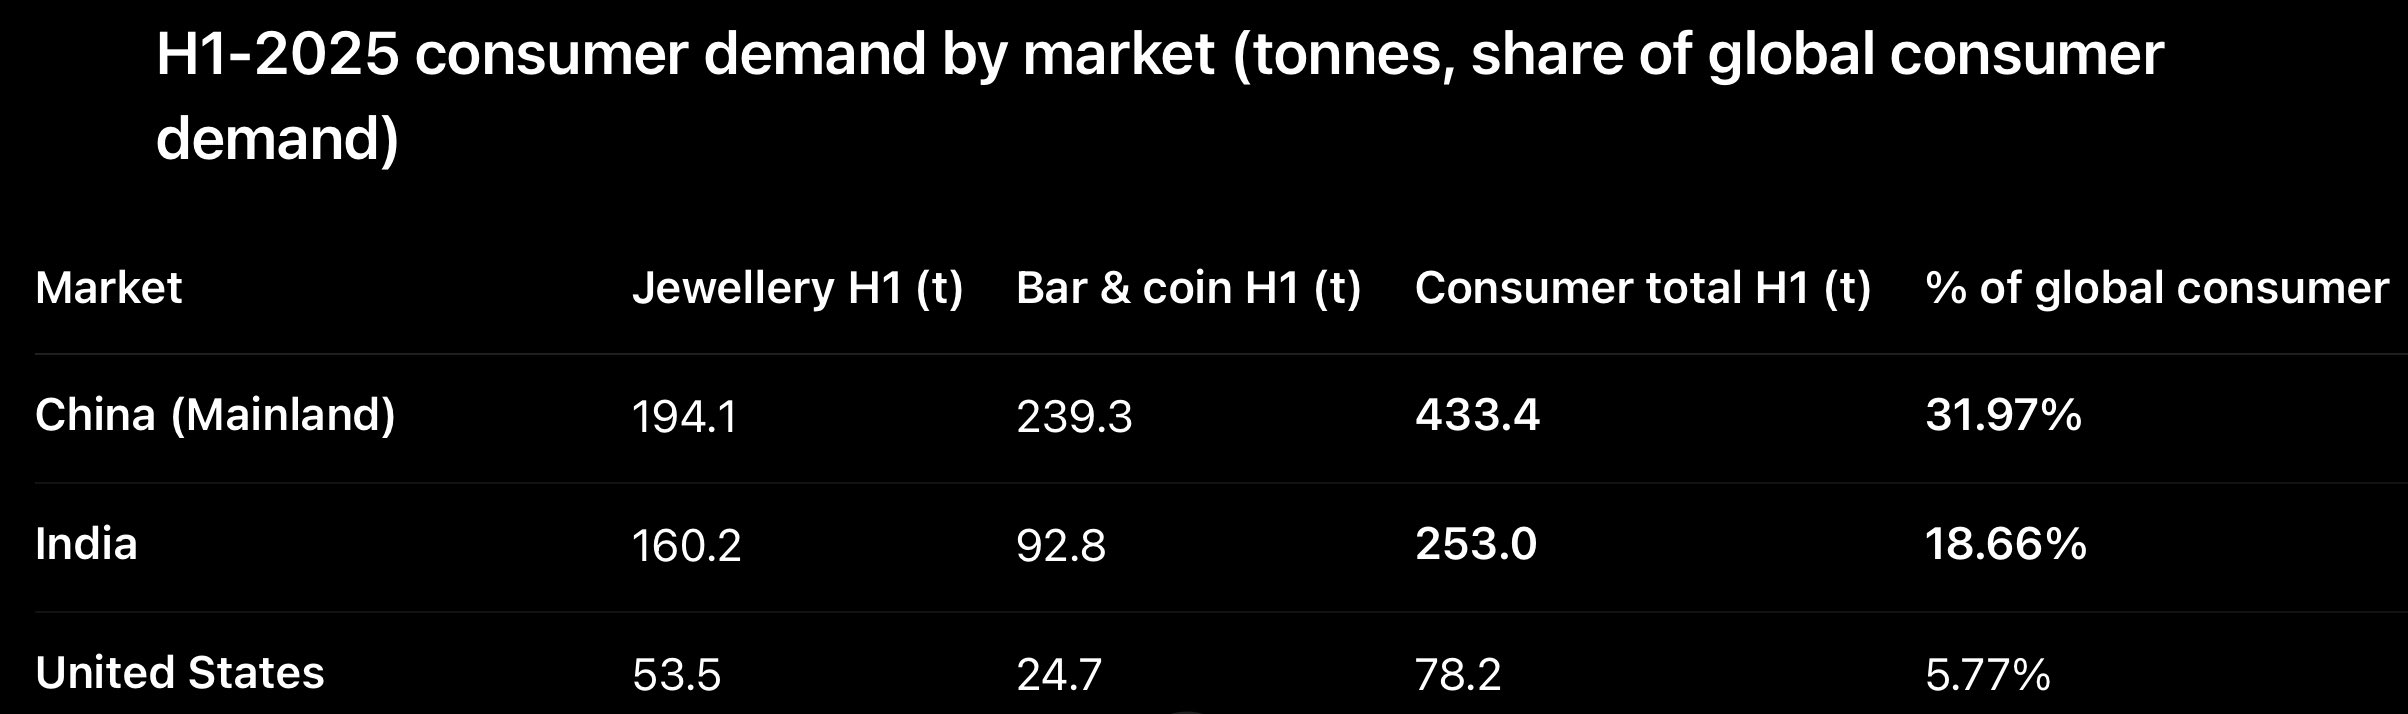 H1-2025 consumer demand by market (tonnes, share of global consumer
demand)
Market Jewellery H1 (t) Bar & coin H1 (t) Consumer total H1 (t) % of global consumer
China (Mainland) 194.1 239.3 433.4 31.97%
India 160.2 92.8 253.0 18.66%
United States 53.5 24.7 78.2 5.77%